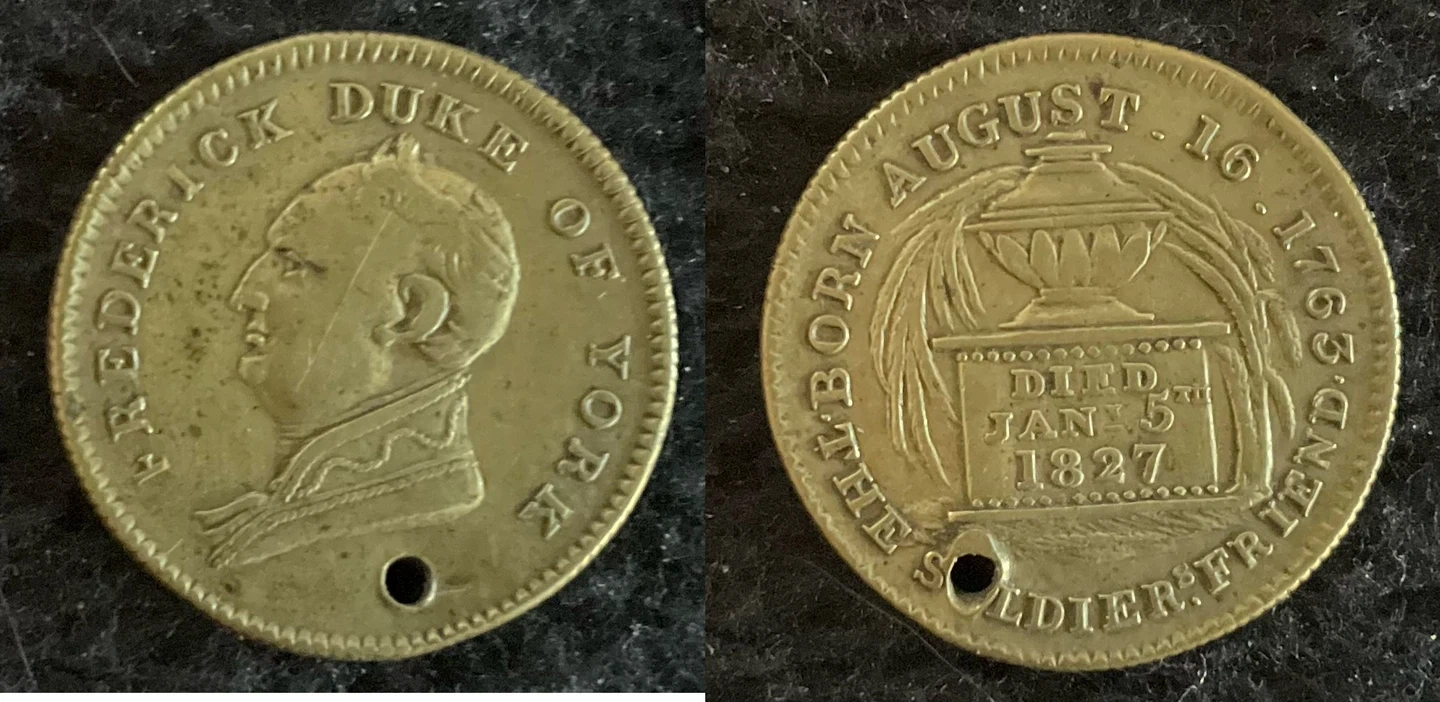 FREDERICK DUKE OF YORK
BORN AUGUST . 16 . 1763.
DIED
JANY 5TH
1827
THE SOLDIERS FRIEND